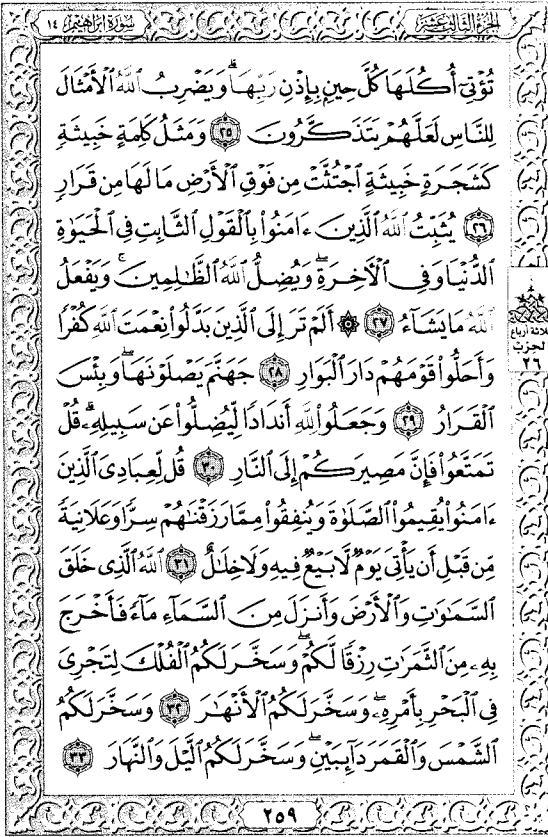 الجزء الثالث عشر
سورة إبراهيم ١٤
تُؤْتِىٓ أُكُلَهَا كُلَّ حِينٍۭ بِإِذْنِ رَبِّهَاۗ وَيَضْرِبُ ٱللَّهُ ٱلْأَمْثَالَ
لِلنَّاسِ لَعَلَّهُمْ يَتَذَكَّرُونَ ٢٥ وَمَثَلُ كَلِمَةٍ خَبِيثَةٍ
كَشَجَرَةٍ خَبِيثَةٍ ٱجْتُثَّتْ مِن فَوْقِ ٱلْأَرْضِ مَا لَهَا مِن قَرَارٍ
٢٦ يُثَبِّتُ ٱللَّهُ ٱلَّذِينَ ءَامَنُوا۟ بِٱلْقَوْلِ ٱلثَّابِتِ فِى ٱلْحَيَوٰةِ
ٱلدُّنْيَا وَفِى ٱلْـَٔاخِرَةِۖ وَيُضِلُّ ٱللَّهُ ٱلظَّـٰلِمِينَۚ وَيَفْعَلُ
ٱللَّهُ مَا يَشَآءُ ٢٧ ۞ أَلَمْ تَرَ إِلَى ٱلَّذِينَ بَدَّلُوا۟ نِعْمَتَ ٱللَّهِ كُفْرًا
وَأَحَلُّوا۟ قَوْمَهُمْ دَارَ ٱلْبَوَارِ ٢٨ جَهَنَّمَ يَصْلَوْنَهَاۖ وَبِئْسَ
ٱلْقَرَارُ ٢٩ وَجَعَلُوا۟ لِلَّهِ أَندَادًا لِّيُضِلُّوا۟ عَن سَبِيلِهِۦۗ قُلْ
تَمَتَّعُوا۟ فَإِنَّ مَصِيرَكُمْ إِلَى ٱلنَّارِ ٣٠ قُل لِّعِبَادِىَ ٱلَّذِينَ
ءَامَنُوا۟ يُقِيمُوا۟ ٱلصَّلَوٰةَ وَيُنفِقُوا۟ مِمَّا رَزَقْنَـٰهُمْ سِرًّا وَعَلَانِيَةً
مِّن قَبْلِ أَن يَأْتِىَ يَوْمٌ لَّا بَيْعٌ فِيهِ وَلَا خِلَـٰلٌ ٣١ ٱللَّهُ ٱلَّذِى خَلَقَ
ٱلسَّمَـٰوَٰتِ وَٱلْأَرْضَ وَأَنزَلَ مِنَ ٱلسَّمَآءِ مَآءً فَأَخْرَجَ
بِهِۦ مِنَ ٱلثَّمَرَٰتِ رِزْقًا لَّكُمْۖ وَسَخَّرَ لَكُمُ ٱلْفُلْكَ لِتَجْرِىَ
فِى ٱلْبَحْرِ بِأَمْرِهِۦۖ وَسَخَّرَ لَكُمُ ٱلْأَنْهَـٰرَ ٣٢ وَسَخَّرَ لَكُمُ
ٱلشَّمْسَ وَٱلْقَمَرَ دَآئِبَيْنِۖ وَسَخَّرَ لَكُمُ ٱلَّيْلَ وَٱلنَّهَارَ ٣٣
ثلاثة أرباع
الحزب
٢٦
٢٥٩